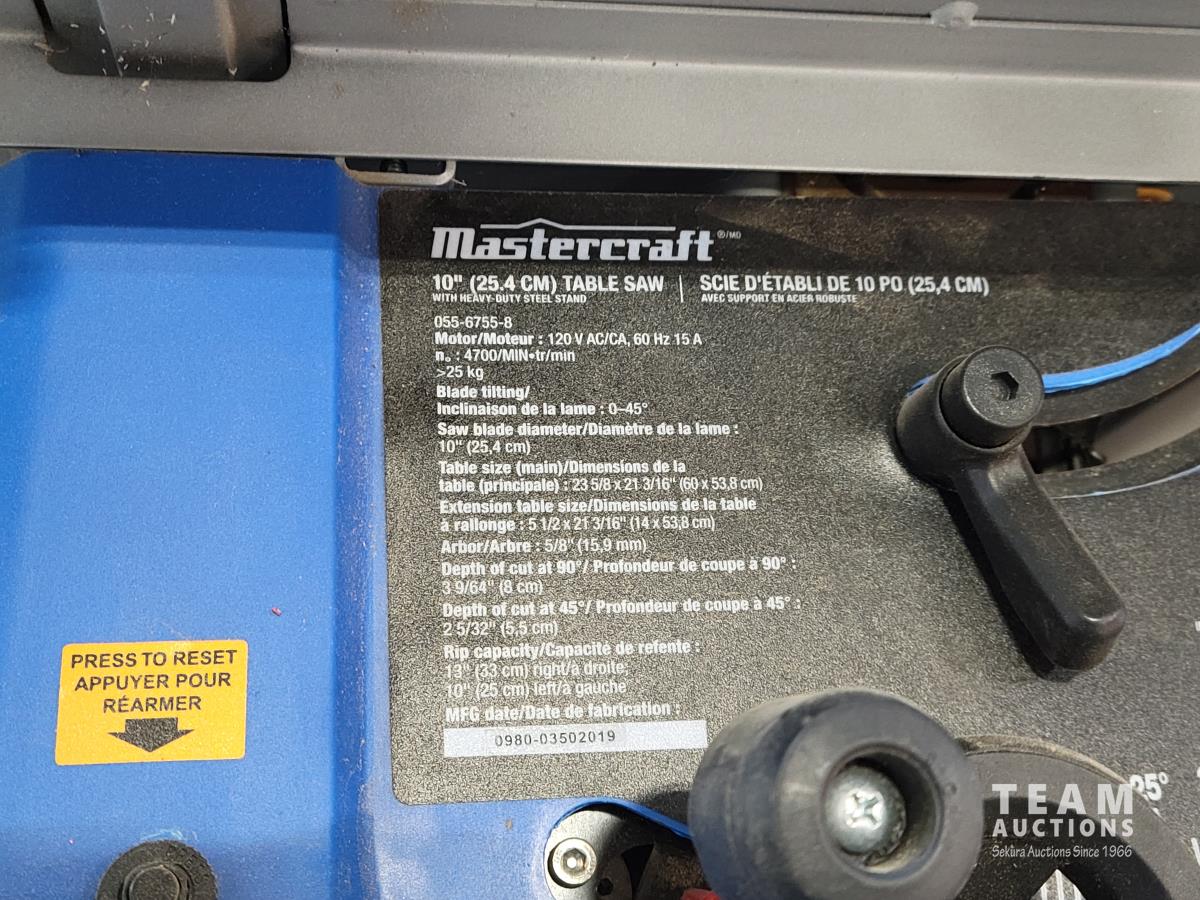 Mastercraft ®/MD
10" (25.4 CM) TABLE SAW
WITH HEAVY-DUTY STEEL STAND
SCIE D'ÉTABLI DE 10 PO (25,4 CM)
AVEC SUPPORT EN ACIER ROBUSTE
055-6755-8
Motor/Moteur : 120 V AC/CA, 60 Hz 15 A
n₀ : 4700/MIN•tr/min
>25 kg
Blade tilting/
Inclinaison de la lame : 0–45°
Saw blade diameter/Diamètre de la lame :
10" (25,4 cm)
Table size (main)/Dimensions de la
table (principale) : 23 5/8 x 21 3/16" (60 x 53,8 cm)
Extension table size/Dimensions de la table
à rallonge : 5 1/2 x 21 3/16" (14 x 53,8 cm)
Arbor/Arbre : 5/8" (15,9 mm)
Depth of cut at 90°/ Profondeur de coupe à 90° :
3 9/64" (8 cm)
Depth of cut at 45°/ Profondeur de coupe à 45° :
2 5/32" (5,5 cm)
Rip capacity/Capacité de refente :
13" (33 cm) right/à droite;
10" (25 cm) left/à gauche
MFG date/Date de fabrication :
0980-03502019
PRESS TO RESET
APPUYER POUR
RÉARMER
TEAM
AUCTIONS
Sekura Auctions Since 1966